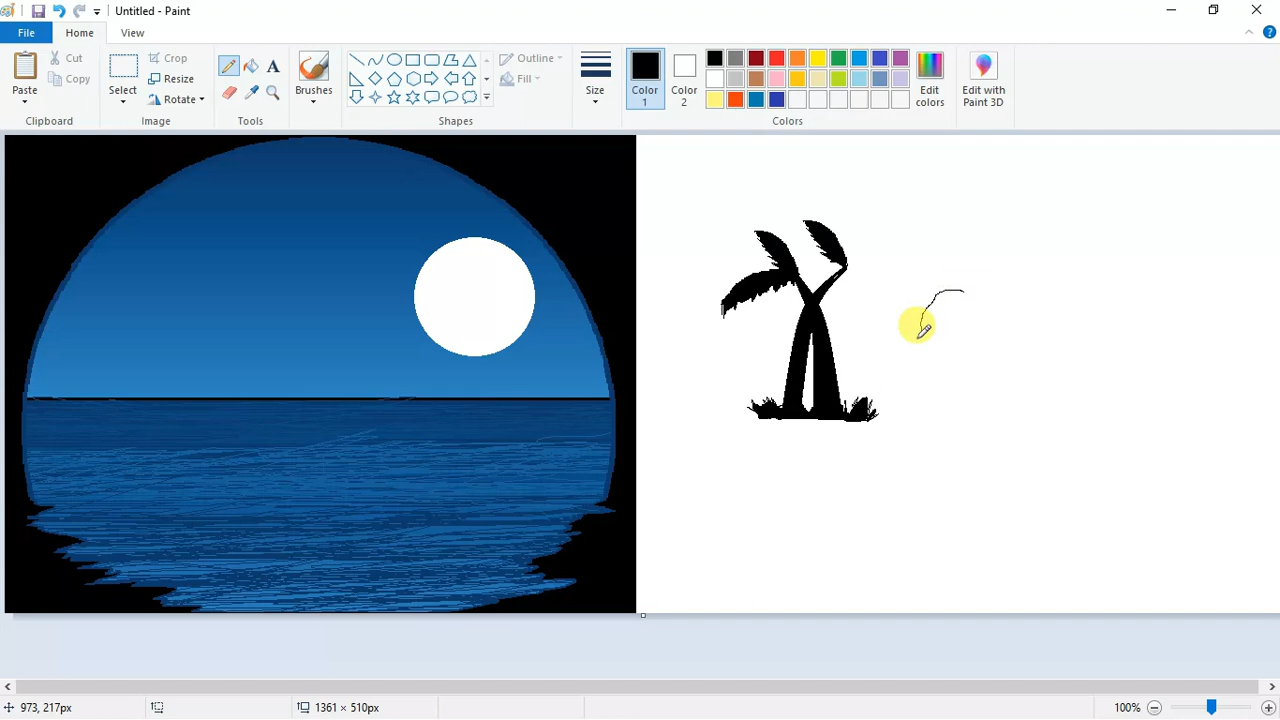 Untitled - Paint
File
Home
View
Paste
Cut
Copy
Clipboard
Select
Crop
Resize
Rotate
Image
A
Tools
Brushes
Shapes
Outline
Fill
Size
Color
1
Color
2
Colors
Edit
colors
Edit with
Paint 3D
973, 217px
1361 × 510px
100%